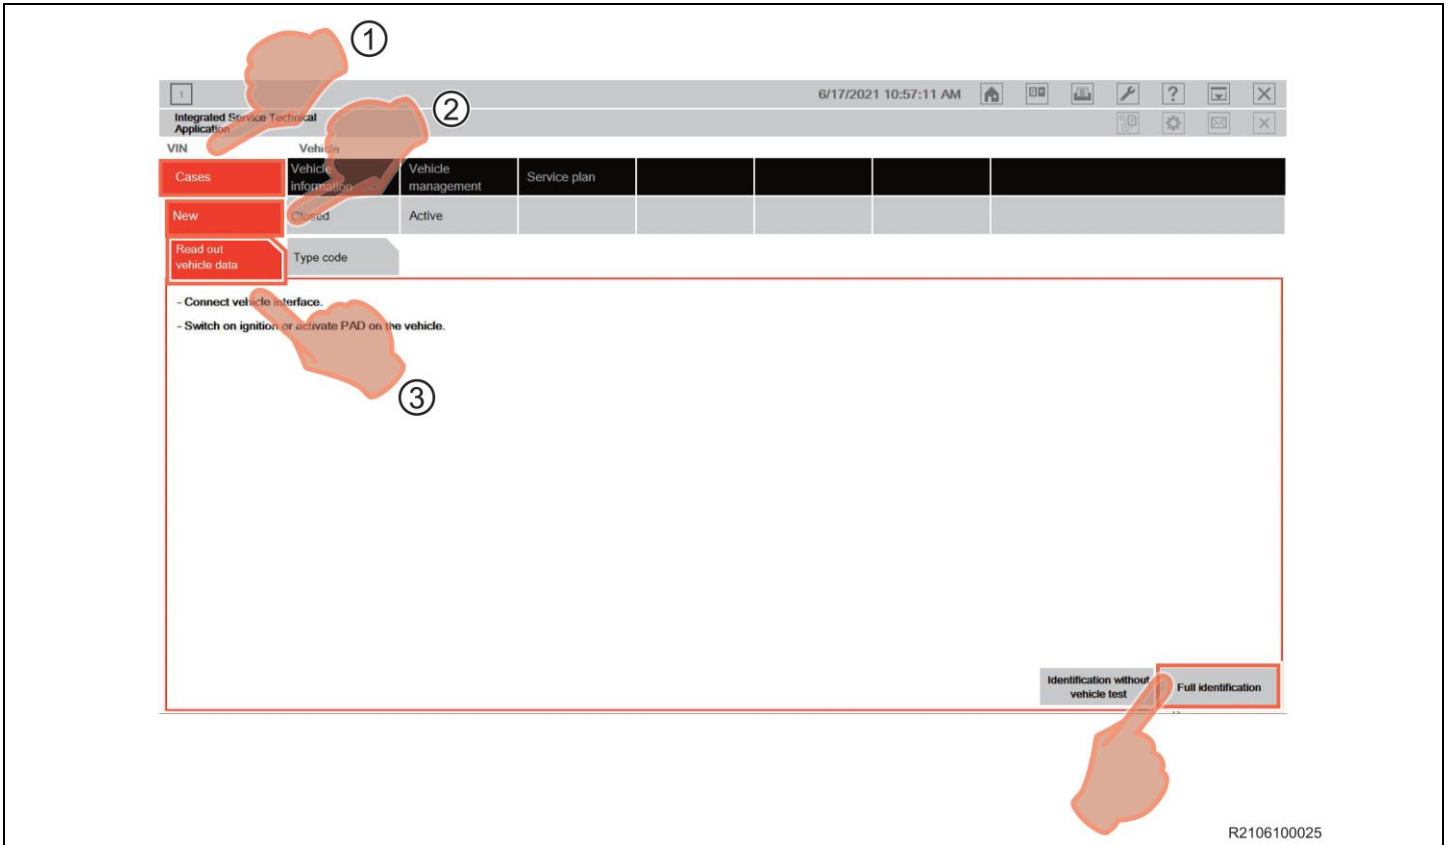 ①
1
6/17/2021 10:57:11 AM
?
②
Integrated Service Technical
Application
VIN Vehicle
Cases
Vehicle
information
Vehicle
management
Service plan
New
Closed
Active
Read out
vehicle data
Type code
- Connect vehicle interface.
- Switch on ignition or activate PAD on the vehicle.
③
Identification without
vehicle test
Full identification
R2106100025